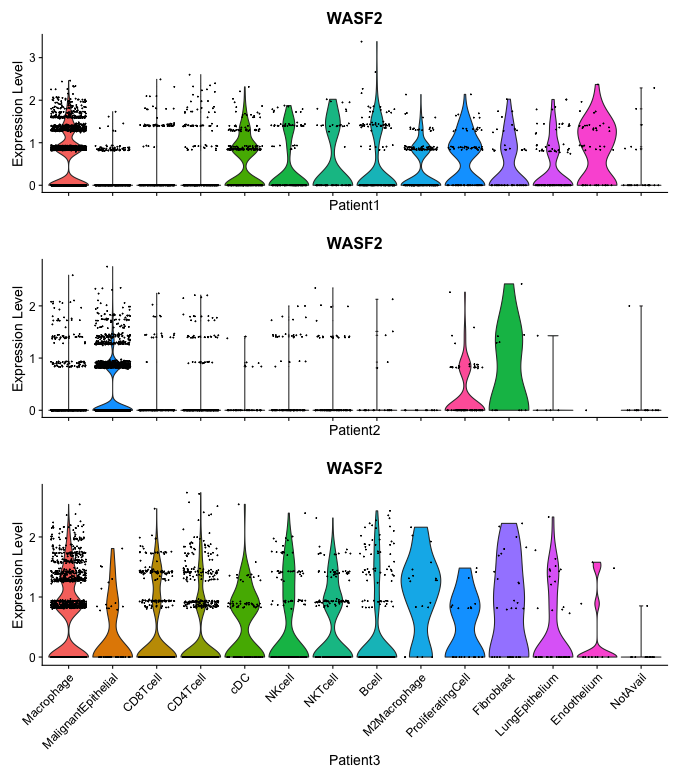 WASF2
Expression Level
3
2
1
0
Patient1
WASF2
Expression Level
2
1
0
Patient2
WASF2
Expression Level
2
1
0
Macrophage
MalignantEpithelial
CD8Tcell
CD4Tcell
cDC
NKcell
NKTcell
Bcell
M2Macrophage
ProliferatingCell
Fibroblast
LungEpithelium
Endothelium
NotAvail
Patient3